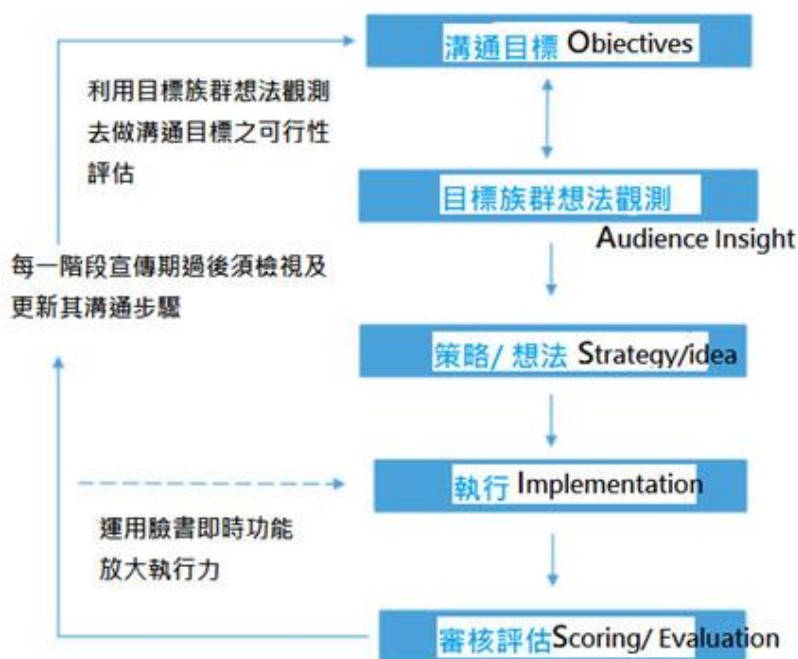 溝通目標 Objectives
利用目標族群想法觀測
去做溝通目標之可行性
評估
目標族群想法觀測
Audience Insight
每一階段宣傳期過後須檢視及
更新其溝通步驟
策略/ 想法 Strategy/idea
執行 Implementation
運用臉書即時功能
放大執行力
審核評估Scoring/ Evaluation